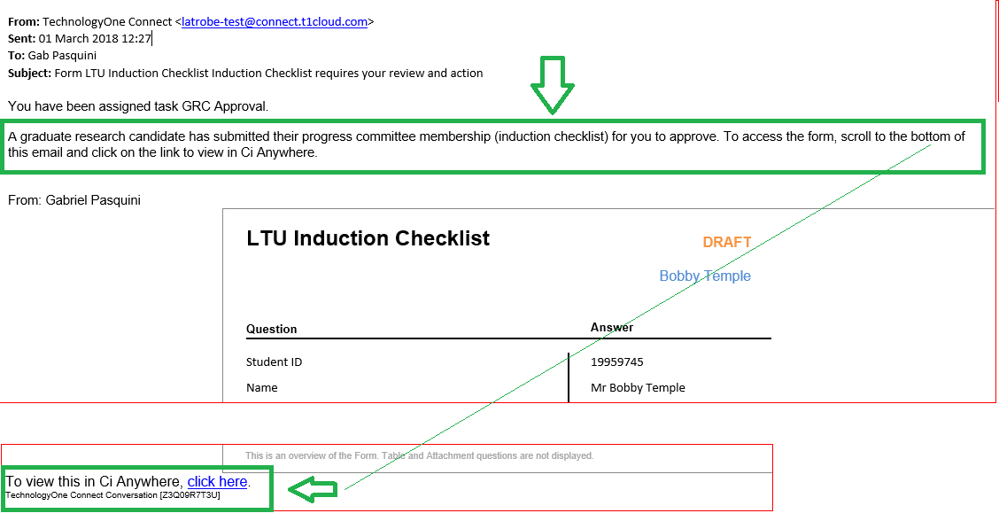 From: TechnologyOne Connect <latrobe-test@connect.t1cloud.com>
Sent: 01 March 2018 12:27
To: Gab Pasquini
Subject: Form LTU Induction Checklist Induction Checklist requires your review and action
You have been assigned task GRC Approval.
A graduate research candidate has submitted their progress committee membership (induction checklist) for you to approve. To access the form, scroll to the bottom of
this email and click on the link to view in Ci Anywhere.
From: Gabriel Pasquini
LTU Induction Checklist
DRAFT
Bobby Temple
Question Answer
Student ID 19959745
Name Mr Bobby Temple
This is an overview of the Form. Table and Attachment questions are not displayed.
To view this in Ci Anywhere, click here.
TechnologyOne Connect Conversation [Z3Q09R7T3U]